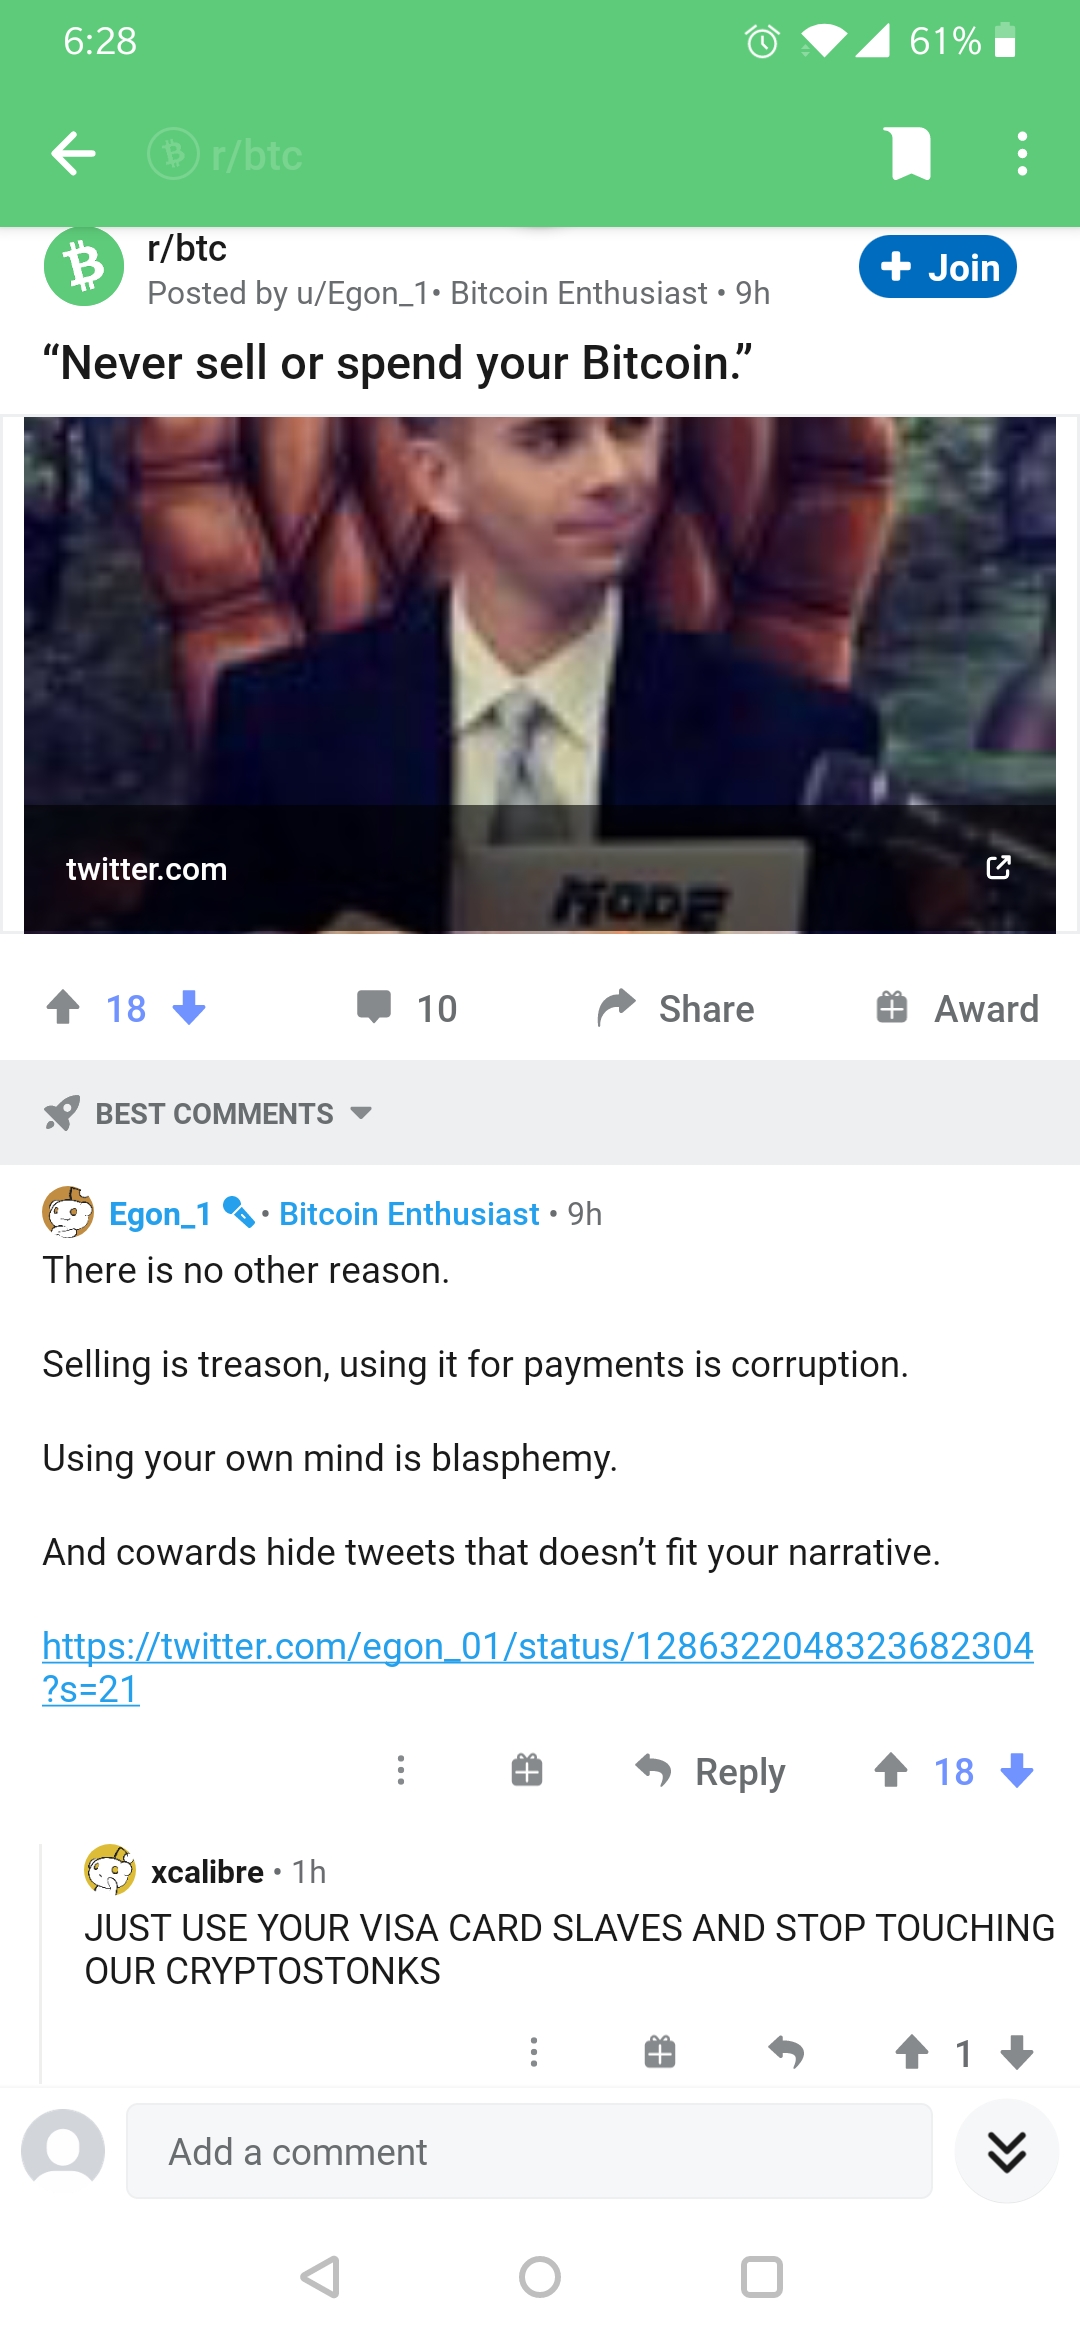 6:28 61%
r/btc
r/btc
Posted by u/Egon_1• Bitcoin Enthusiast • 9h
+ Join
“Never sell or spend your Bitcoin.”
twitter.com
MODE
18 10 Share Award
BEST COMMENTS
Egon_1 • Bitcoin Enthusiast • 9h
There is no other reason.
Selling is treason, using it for payments is corruption.
Using your own mind is blasphemy.
And cowards hide tweets that doesn’t fit your narrative.
https://twitter.com/egon_01/status/1286322048323682304
?s=21
Reply 18
xcalibre • 1h
JUST USE YOUR VISA CARD SLAVES AND STOP TOUCHING
OUR CRYPTOSTONKS
1
Add a comment